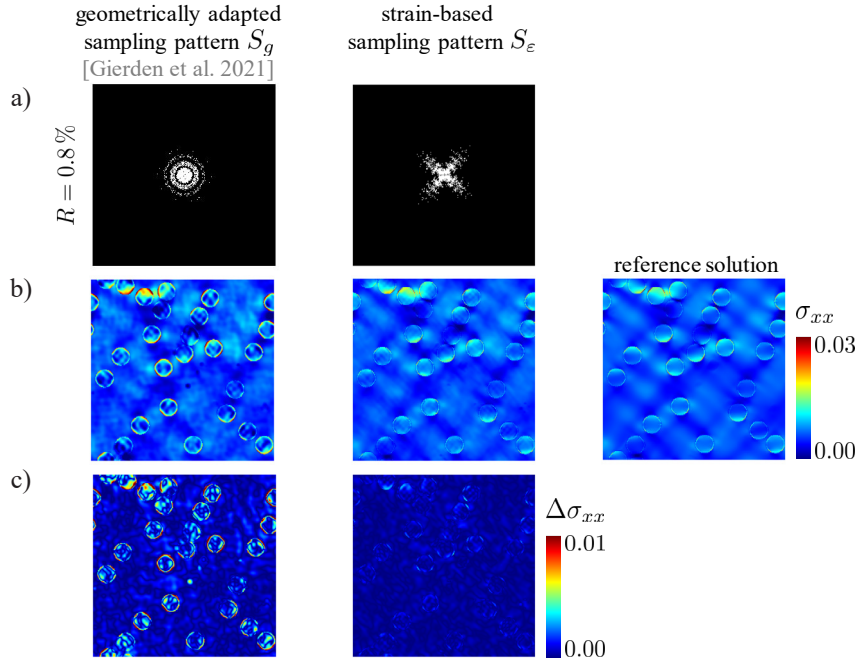 geometrically adapted
sampling pattern S_g
[Gierden et al. 2021]
strain-based
sampling pattern S_ε
a)
R = 0.8 %
b)
reference solution
σ_xx
0.03
0.00
c)
Δσ_xx
0.01
0.00